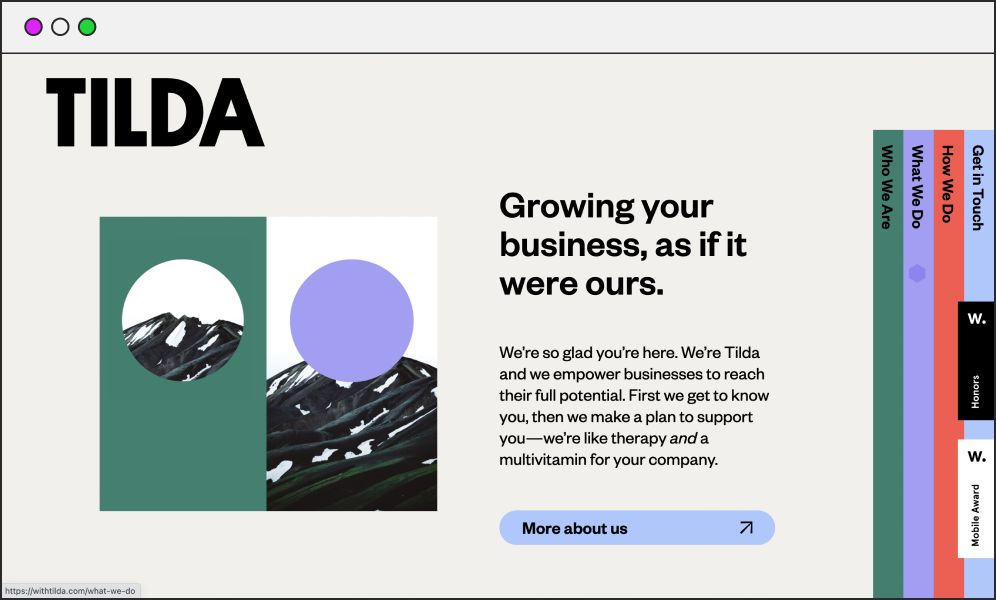 TILDA
Growing your
business, as if it
were ours.
We’re so glad you’re here. We’re Tilda
and we empower businesses to reach
their full potential. First we get to know
you, then we make a plan to support
you—we’re like therapy and a
multivitamin for your company.
More about us
Who We Are
What We Do
How We Do
Get in Touch
W.
Honors
W.
Mobile Award
https://withtilda.com/what-we-do